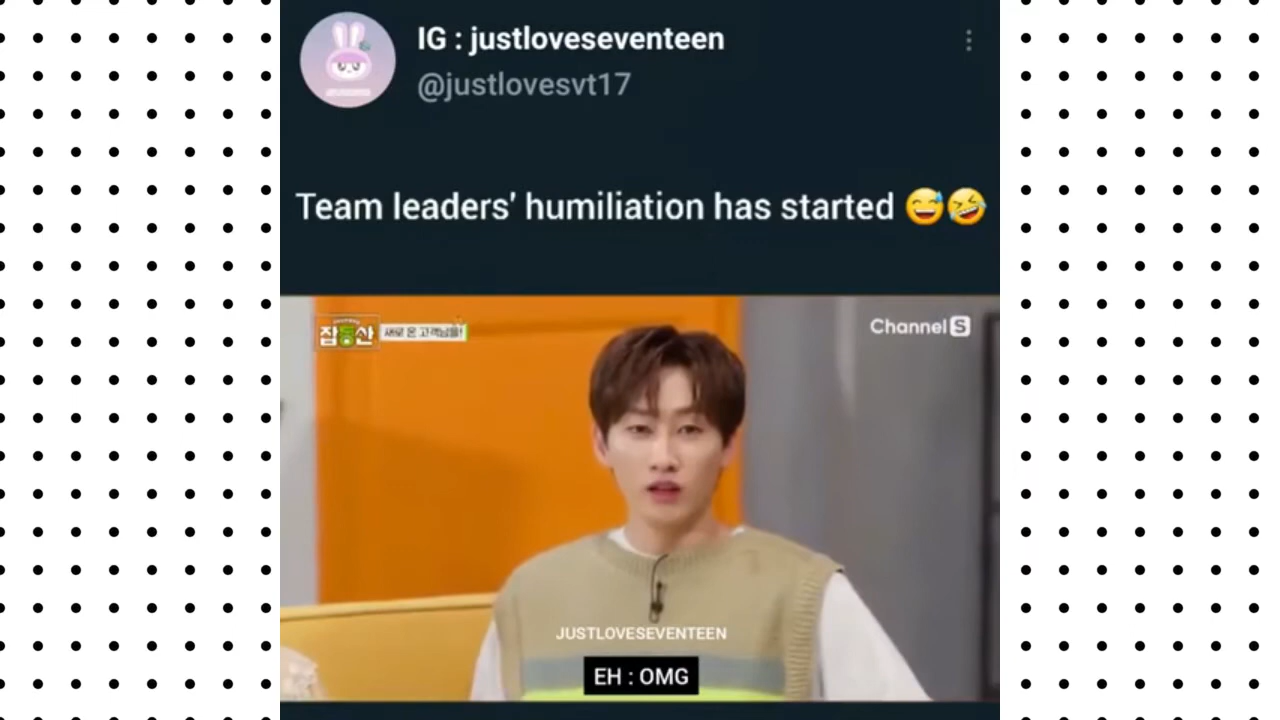 IG : justloveseventeen
@justlovesvt17
Team leaders' humiliation has started 😅🤣
잠동산 새로 온 고객님들!
Channel S
JUSTLOVESEVENTEEN
EH : OMG